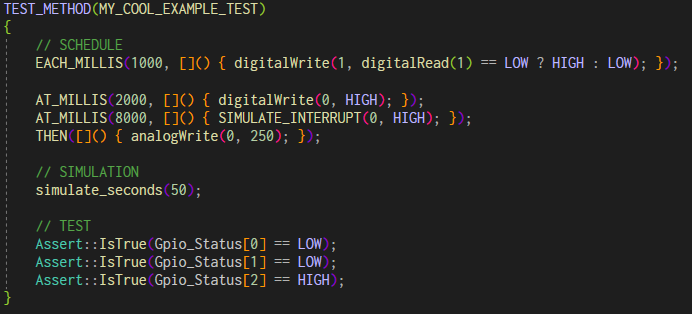 TEST_METHOD(MY_COOL_EXAMPLE_TEST)
{
// SCHEDULE
EACH_MILLIS(1000, []() { digitalWrite(1, digitalRead(1) == LOW ? HIGH : LOW); });
AT_MILLIS(2000, []() { digitalWrite(0, HIGH); });
AT_MILLIS(8000, []() { SIMULATE_INTERRUPT(0, HIGH); });
THEN([]() { analogWrite(0, 250); });
// SIMULATION
simulate_seconds(50);
// TEST
Assert::IsTrue(Gpio_Status[0] == LOW);
Assert::IsTrue(Gpio_Status[1] == LOW);
Assert::IsTrue(Gpio_Status[2] == HIGH);
}